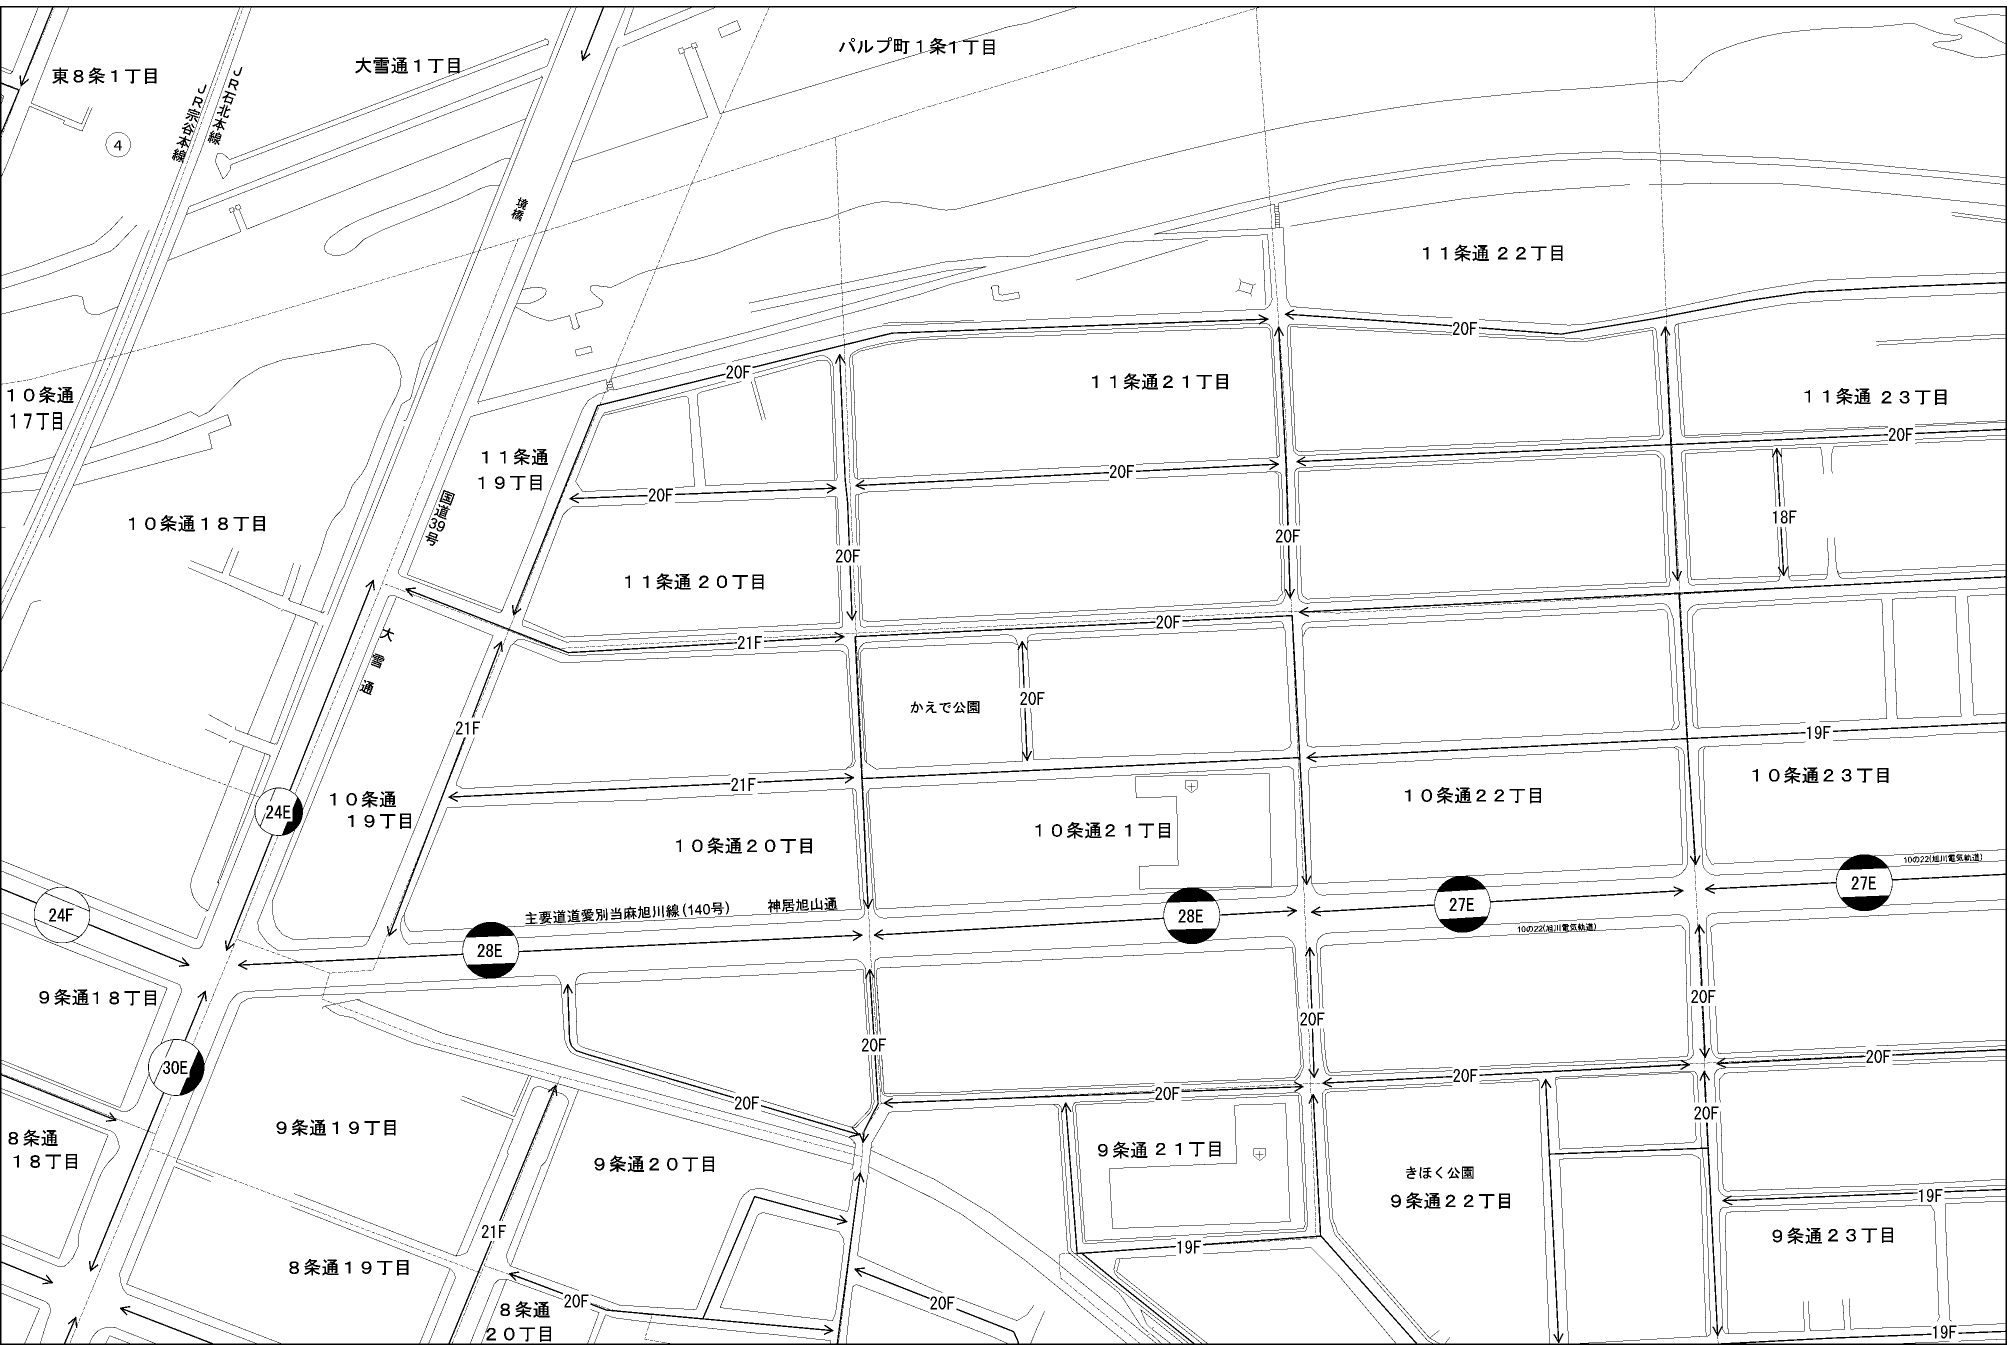 パルプ町１条１丁目
大雪通１丁目
東８条１丁目
ＪＲ石北本線
ＪＲ宗谷本線
4
境橋
１１条通２２丁目
20F
20F
１１条通２１丁目
１０条通
１７丁目
１１条通２３丁目
20F
１１条通
１９丁目
20F
20F
国道39号
18F
１０条通１８丁目
20F
20F
１１条通２０丁目
20F
大雪通
21F
20F
かえで公園
21F
19F
１０条通２３丁目
21F
１０条通
１９丁目
１０条通２２丁目
24E
１０条通２１丁目
１０条通２０丁目
10の22(旭川電気軌道)
27E
主要道道愛別当麻旭川線(140号)
神居旭山通
27E
24F
28E
10の22(旭川電気軌道)
28E
９条通１８丁目
20F
20F
20F
20F
30E
20F
20F
20F
20F
９条通１９丁目
８条通
１８丁目
９条通２１丁目
９条通２０丁目
きほく公園
９条通２２丁目
19F
21F
９条通２３丁目
19F
８条通１９丁目
20F
20F
８条通
２０丁目
19F